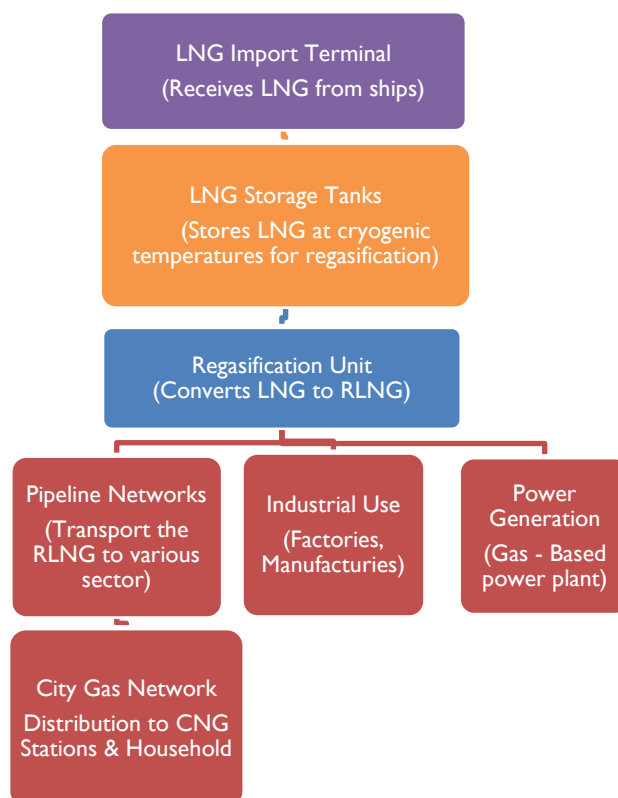 LNG Import Terminal
(Receives LNG from ships)
LNG Storage Tanks
(Stores LNG at cryogenic
temperatures for regasification)
Regasification Unit
(Converts LNG to RLNG)
Pipeline Networks
(Transport the
RLNG to various
sector)
Industrial Use
(Factories,
Manufacturies)
Power
Generation
(Gas - Based
power plant)
City Gas Network
Distribution to CNG
Stations & Household